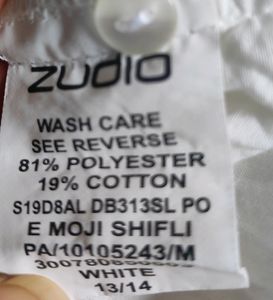 ZUDIO
WASH CARE
SEE REVERSE
81% POLYESTER
19% COTTON
S19D8AL DB313SL PO
E MOJI SHIFLI
PA/10105243/M
WHITE
13/14